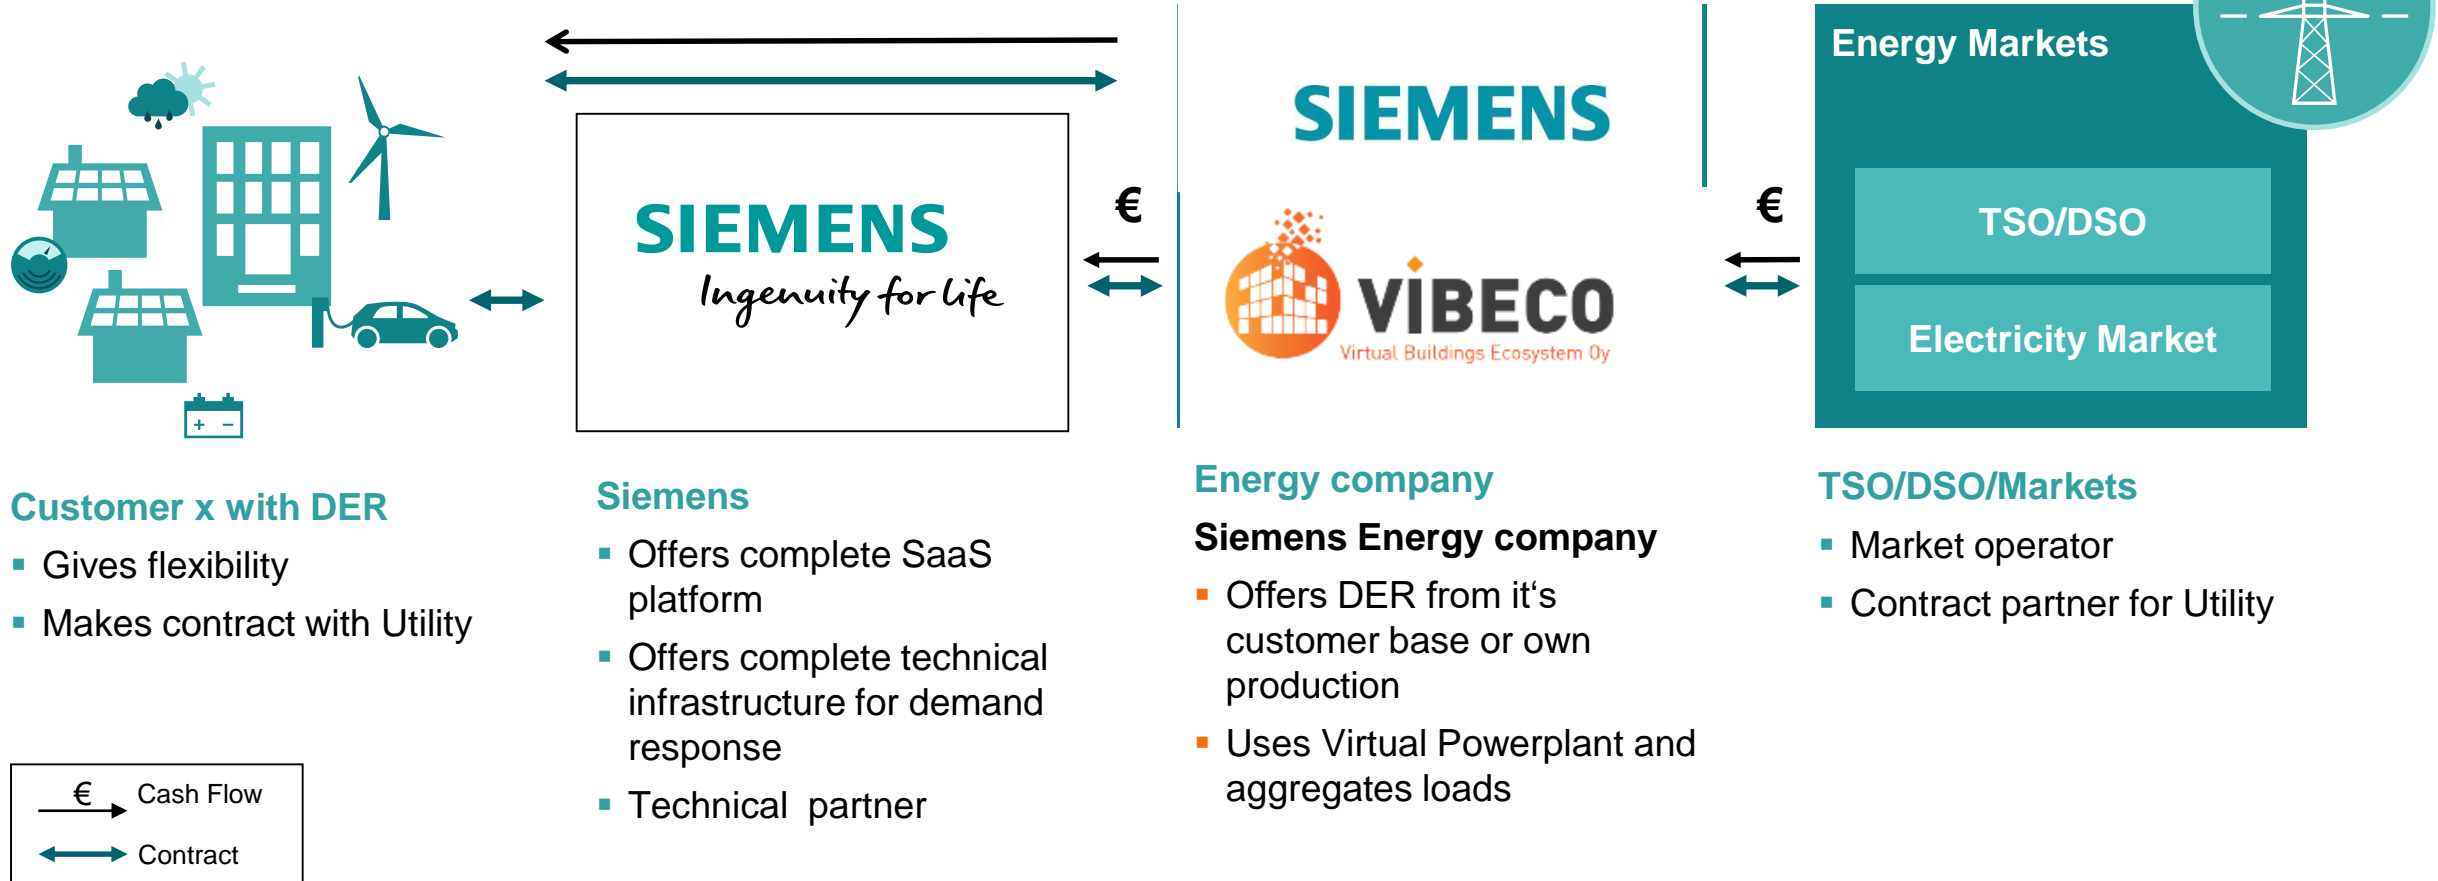 SIEMENS
Ingenuity for life
€
SIEMENS
VIBECO
Virtual Buildings Ecosystem Oy
€
Energy Markets
TSO/DSO
Electricity Market
+ −
Customer x with DER
▪ Gives flexibility
▪ Makes contract with Utility
Siemens
▪ Offers complete SaaS
platform
▪ Offers complete technical
infrastructure for demand
response
▪ Technical  partner
Energy company
Siemens Energy company
▪ Offers DER from it‘s
customer base or own
production
▪ Uses Virtual Powerplant and
aggregates loads
TSO/DSO/Markets
▪ Market operator
▪ Contract partner for Utility
€ Cash Flow
Contract